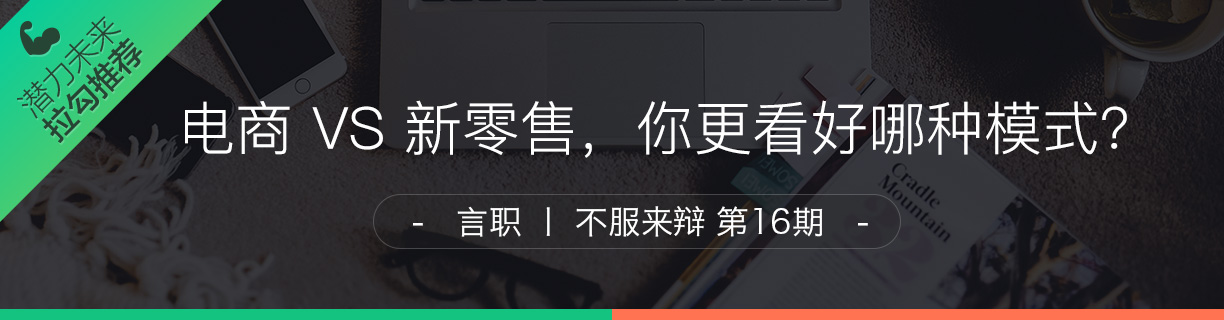 潜力未来
拉勾推荐
电商 VS 新零售，你更看好哪种模式？
- 言职 丨 不服来辩 第16期 -
Cradle
Mountain